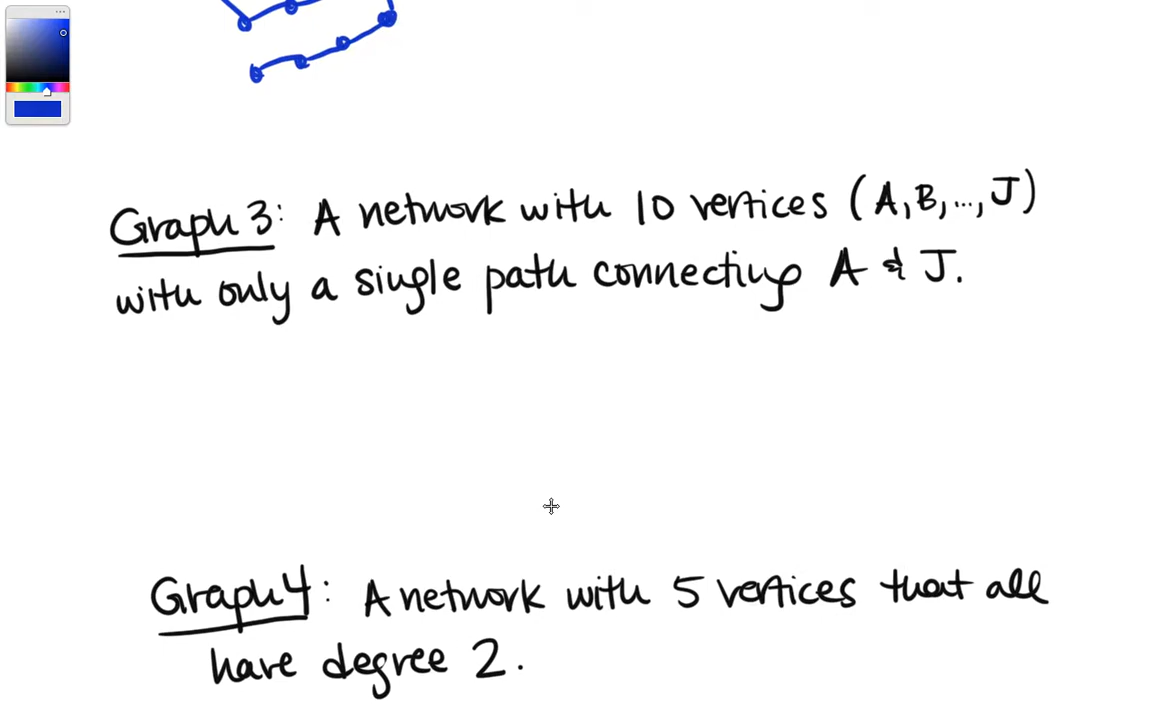 Graph 3: A network with 10 vertices (A, B, ..., J)
with only a single path connecting A & J.
Graph 4: A network with 5 vertices that all
have degree 2.